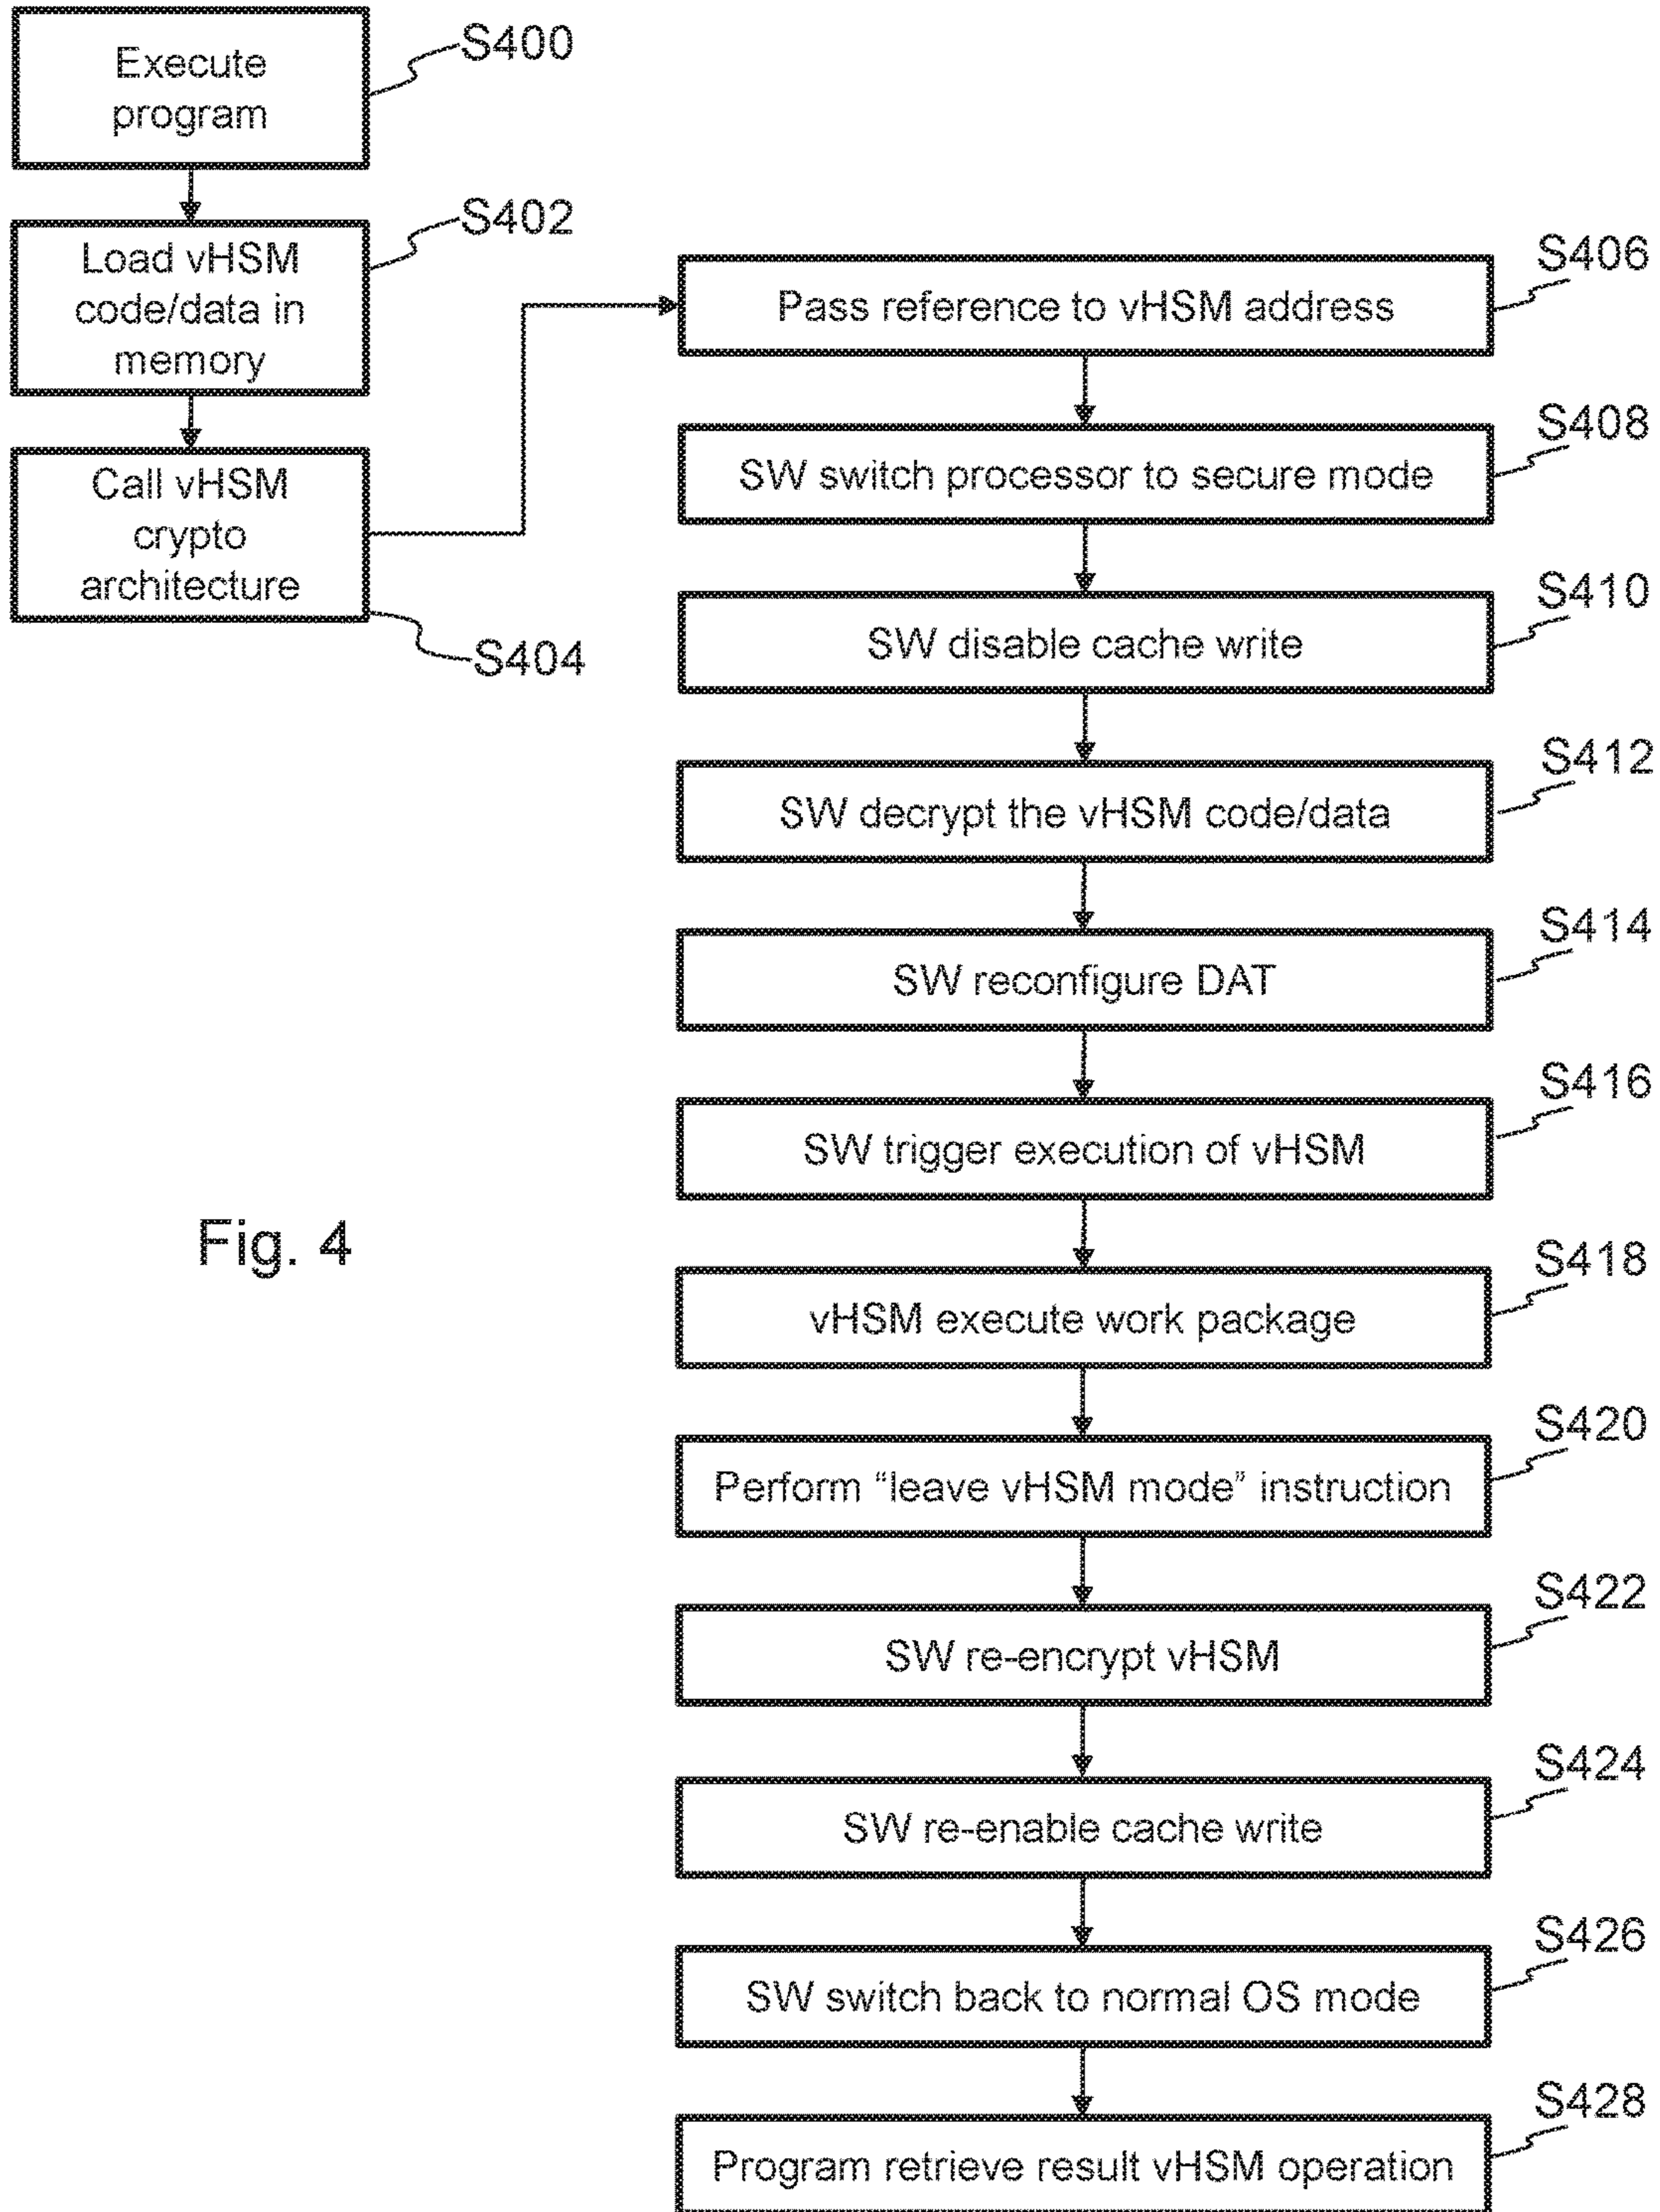 Execute
program
S400
Load vHSM
code/data in
memory
S402
Call vHSM
crypto
architecture
S404
Pass reference to vHSM address
S406
SW switch processor to secure mode
S408
SW disable cache write
S410
SW decrypt the vHSM code/data
S412
SW reconfigure DAT
S414
SW trigger execution of vHSM
S416
vHSM execute work package
S418
Perform “leave vHSM mode” instruction
S420
SW re-encrypt vHSM
S422
SW re-enable cache write
S424
SW switch back to normal OS mode
S426
Program retrieve result vHSM operation
S428
Fig. 4